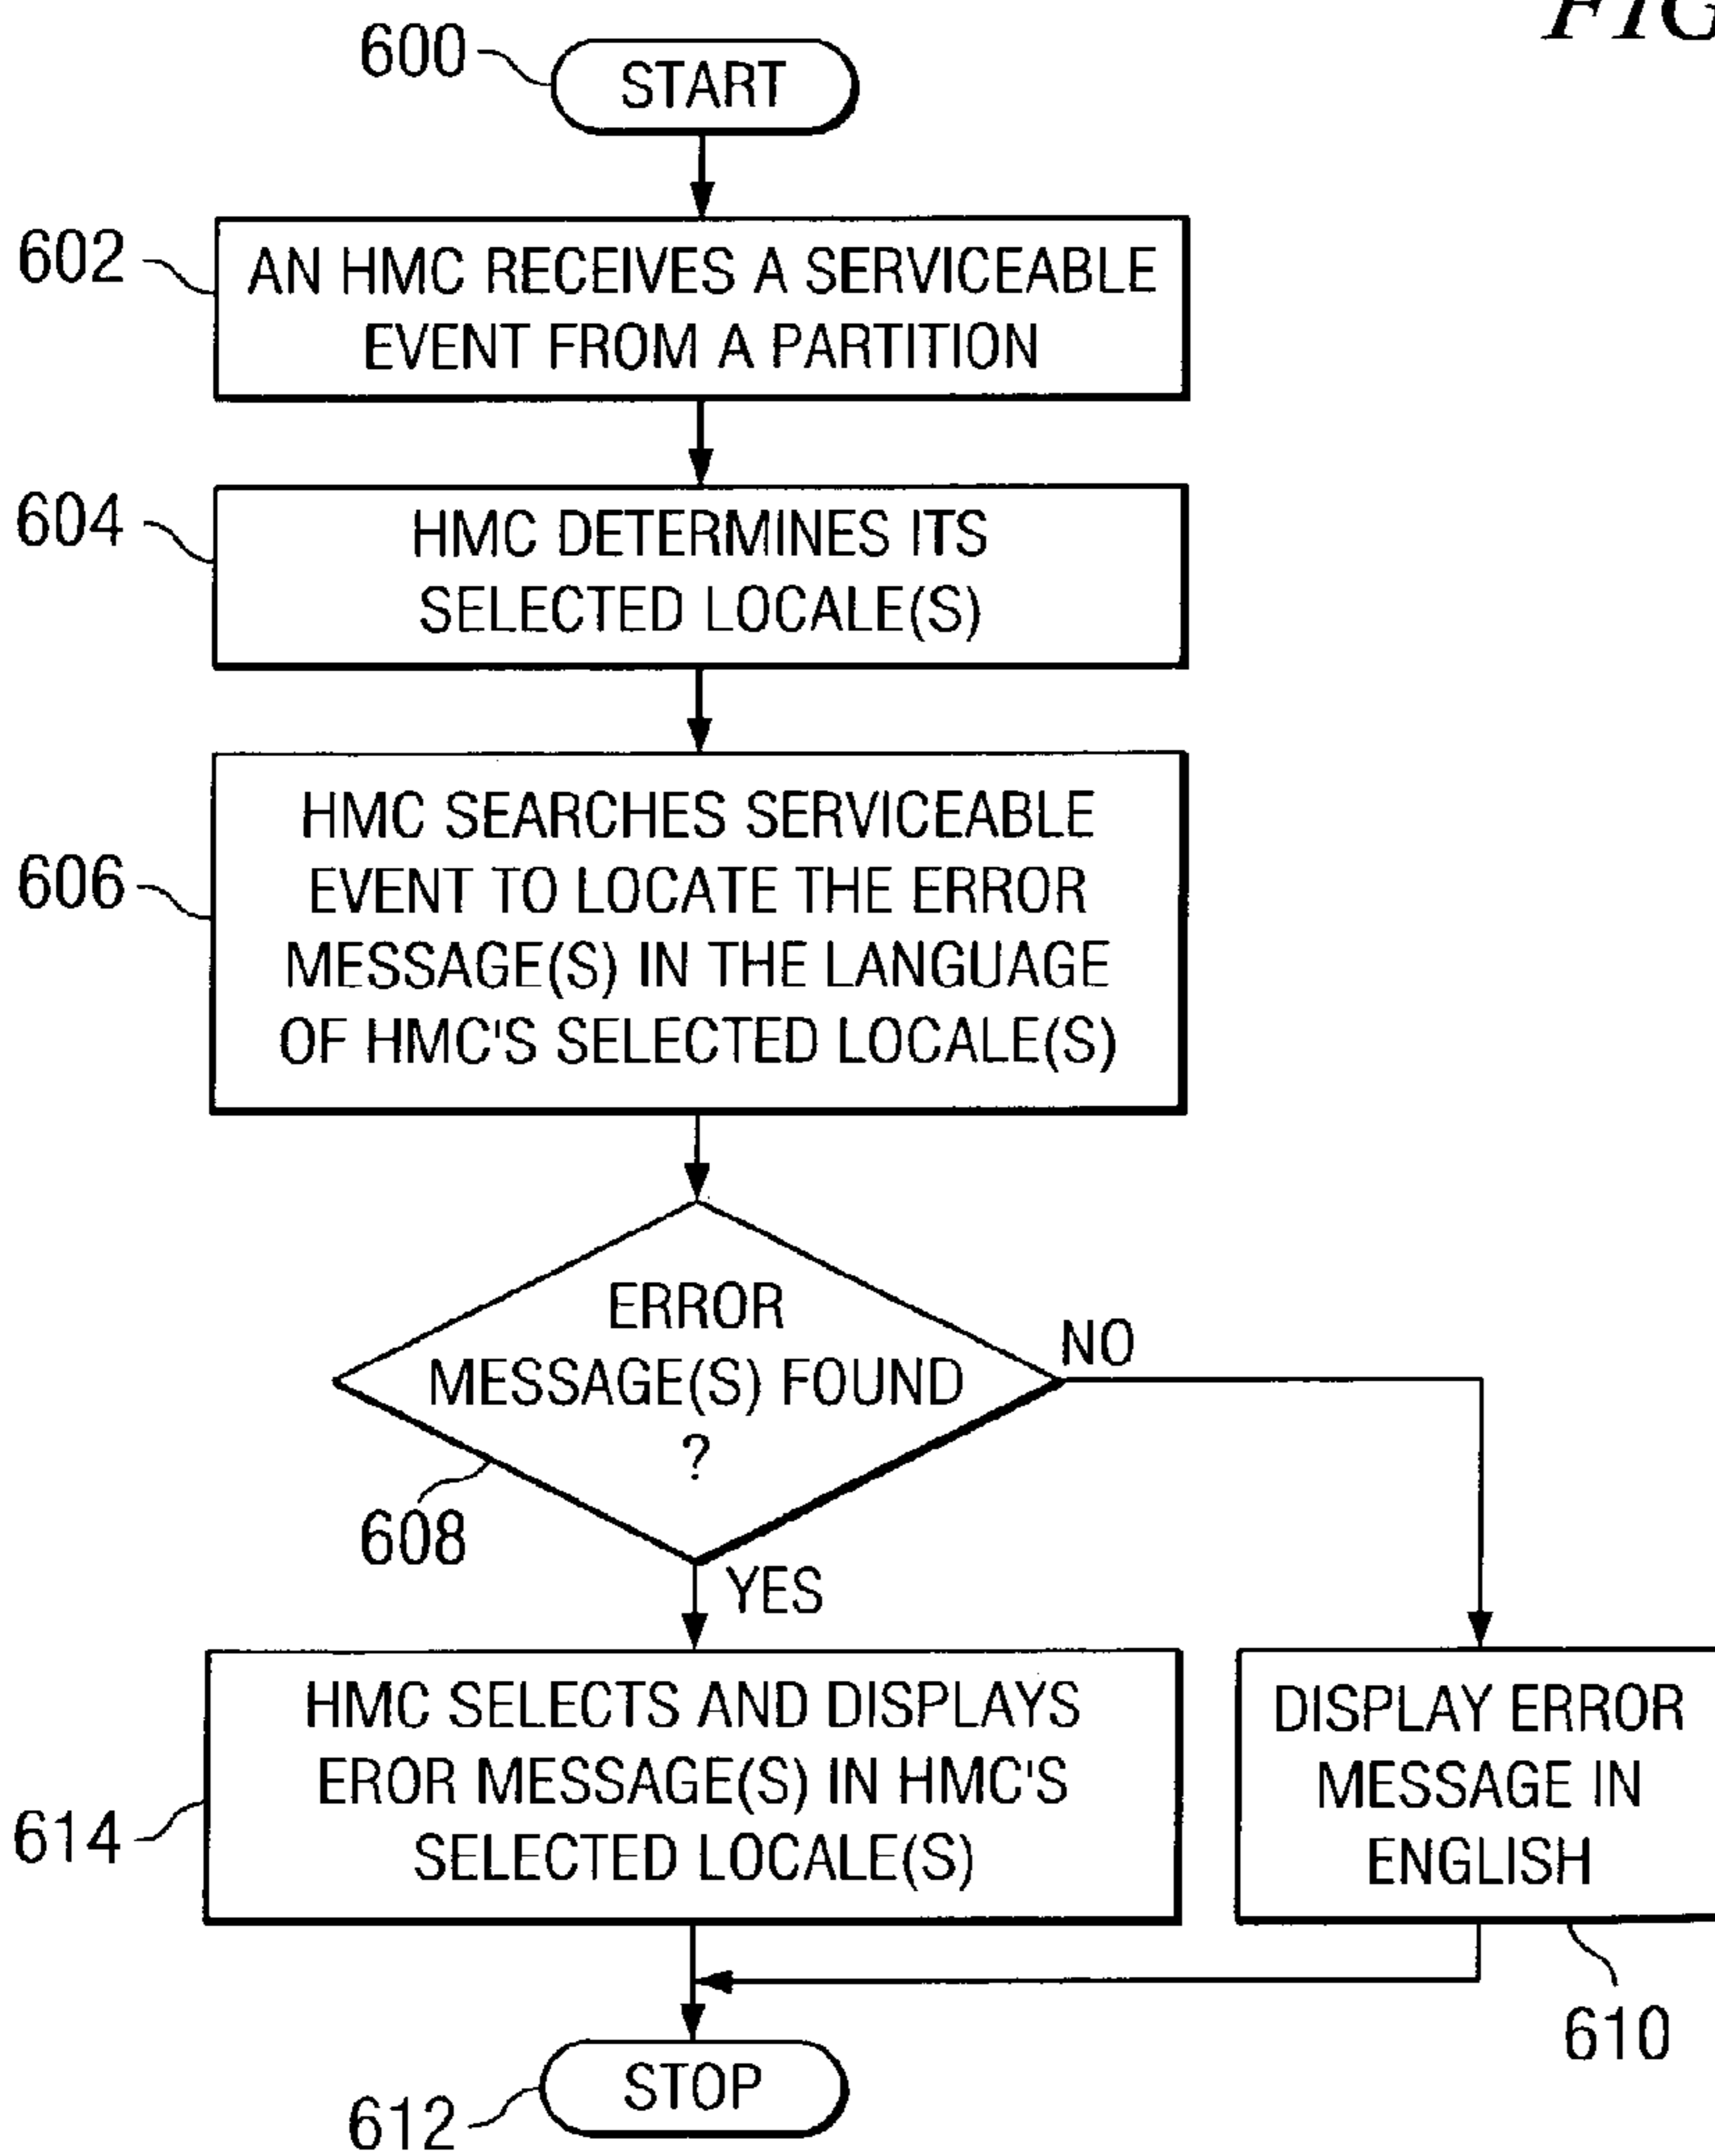 FIG
600
START
602
AN HMC RECEIVES A SERVICEABLE
EVENT FROM A PARTITION
604
HMC DETERMINES ITS
SELECTED LOCALE(S)
606
HMC SEARCHES SERVICEABLE
EVENT TO LOCATE THE ERROR
MESSAGE(S) IN THE LANGUAGE
OF HMC'S SELECTED LOCALE(S)
ERROR
MESSAGE(S) FOUND
?
NO
608
YES
614
HMC SELECTS AND DISPLAYS
EROR MESSAGE(S) IN HMC'S
SELECTED LOCALE(S)
DISPLAY ERROR
MESSAGE IN
ENGLISH
610
612
STOP